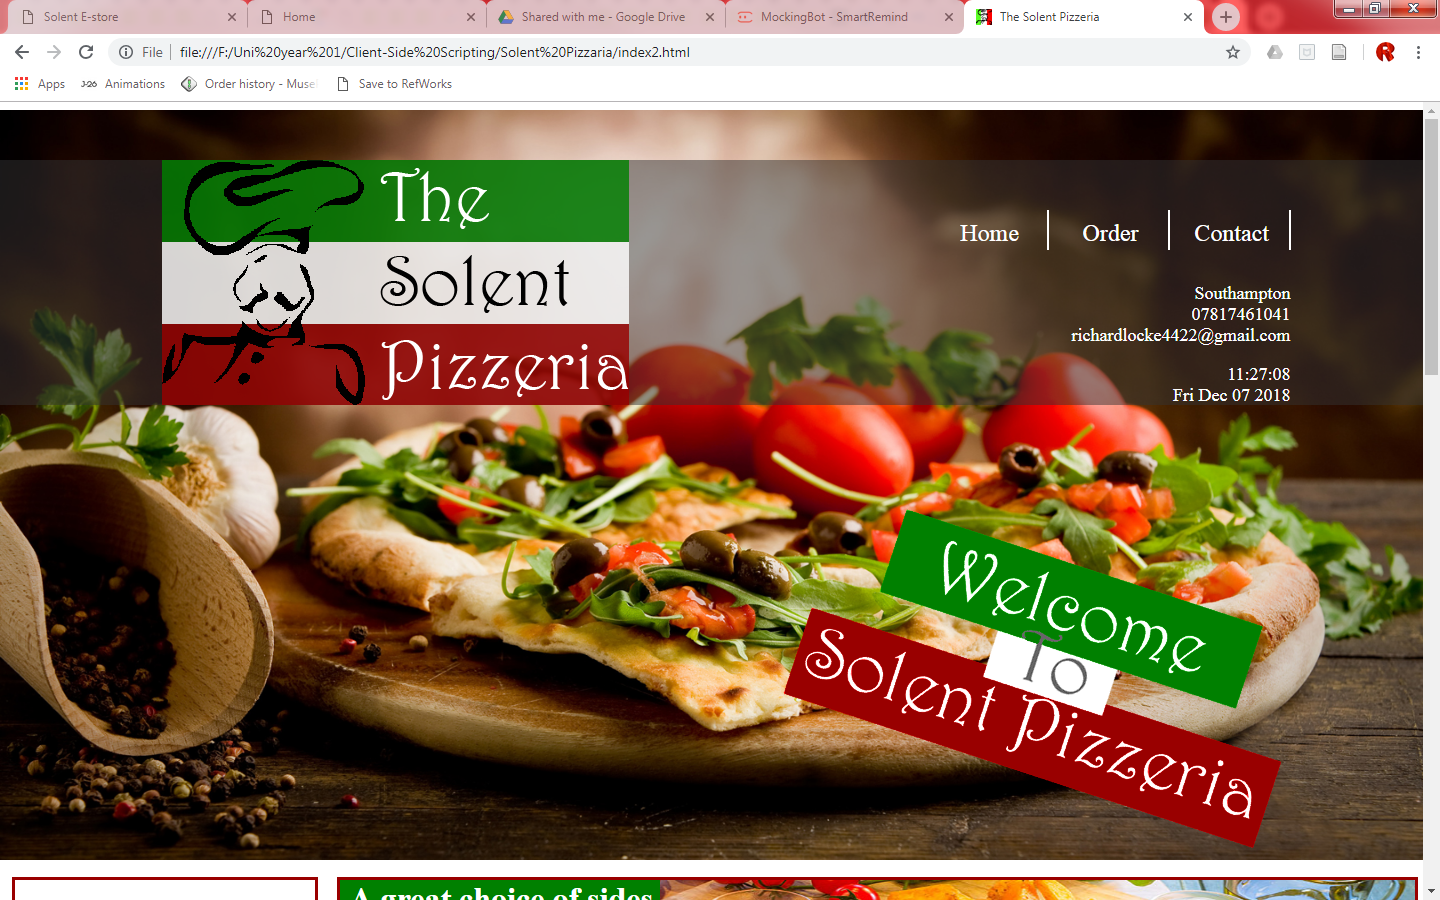 Solent E-store
Home
Shared with me - Google Drive
MockingBot - SmartRemind
The Solent Pizzeria
File
file:///F:/Uni%20year%201/Client-Side%20Scripting/Solent%20Pizzaria/index2.html
Apps
Animations
Order history - Muse
Save to RefWorks
The
Solent
Pizzeria
Home
Order
Contact
Southampton
07817461041
richardlocke4422@gmail.com
11:27:08
Fri Dec 07 2018
Welcome
To
Solent Pizzeria
A great choice of sides